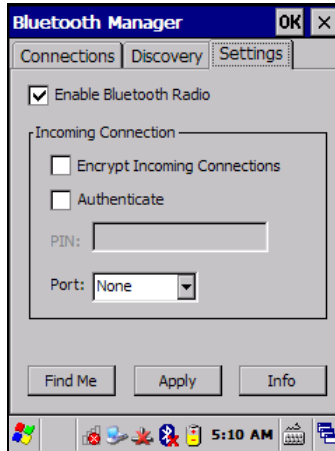 Bluetooth Manager OK ×
Connections Discovery Settings
Enable Bluetooth Radio
Incoming Connection
Encrypt Incoming Connections
Authenticate
PIN:
Port: None
Find Me Apply Info
5:10 AM